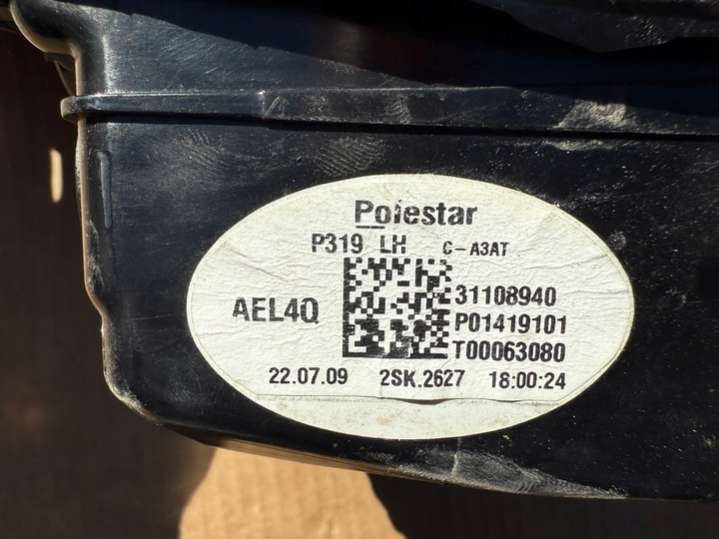 Polestar
P319 LH C-A3AT
AEL4Q
31108940
P01419101
T00063080
22.07.09 2SK.2627 18:00:24